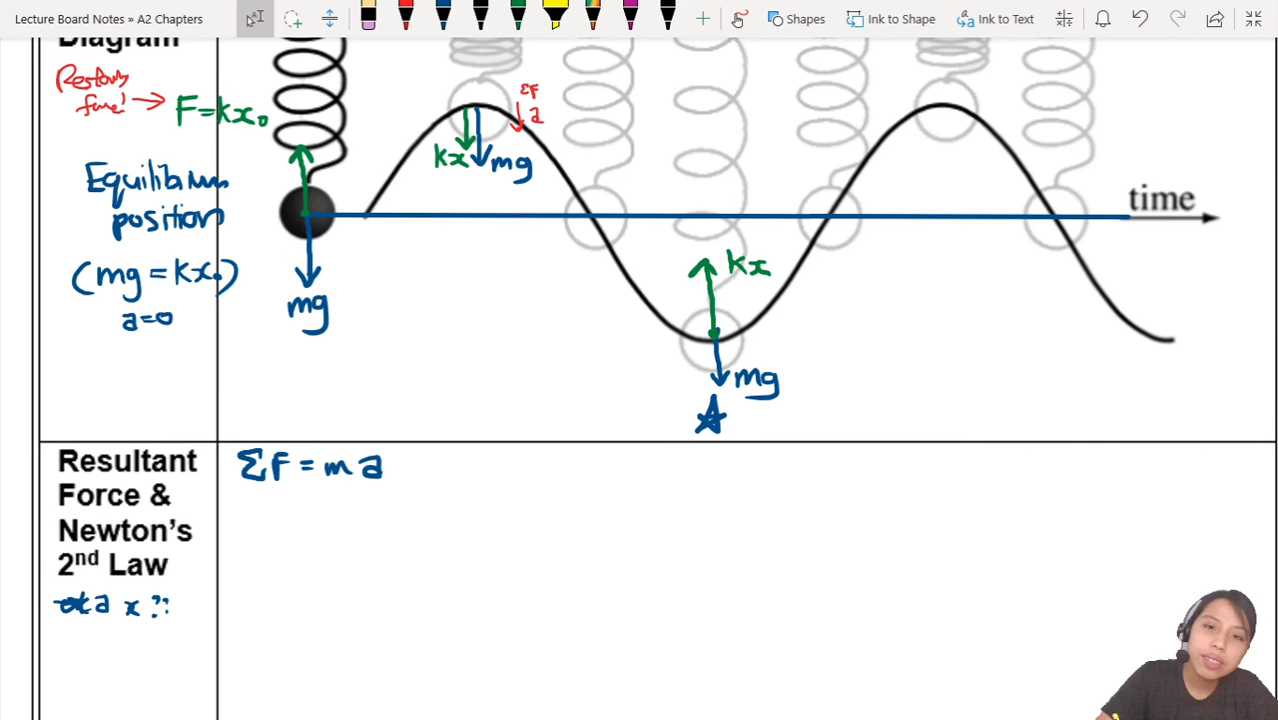 Lecture Board Notes » A2 Chapters
Shapes
Ink to Shape
Ink to Text
Diagram
Restoring
force!
F=kx₀
ΣF
a
kx
mg
Equilibrium
position
(mg = kx₀)
a=0
mg
time
kx
mg
Resultant
Force &
Newton's
2nd Law
ΣF = m a
a x ??